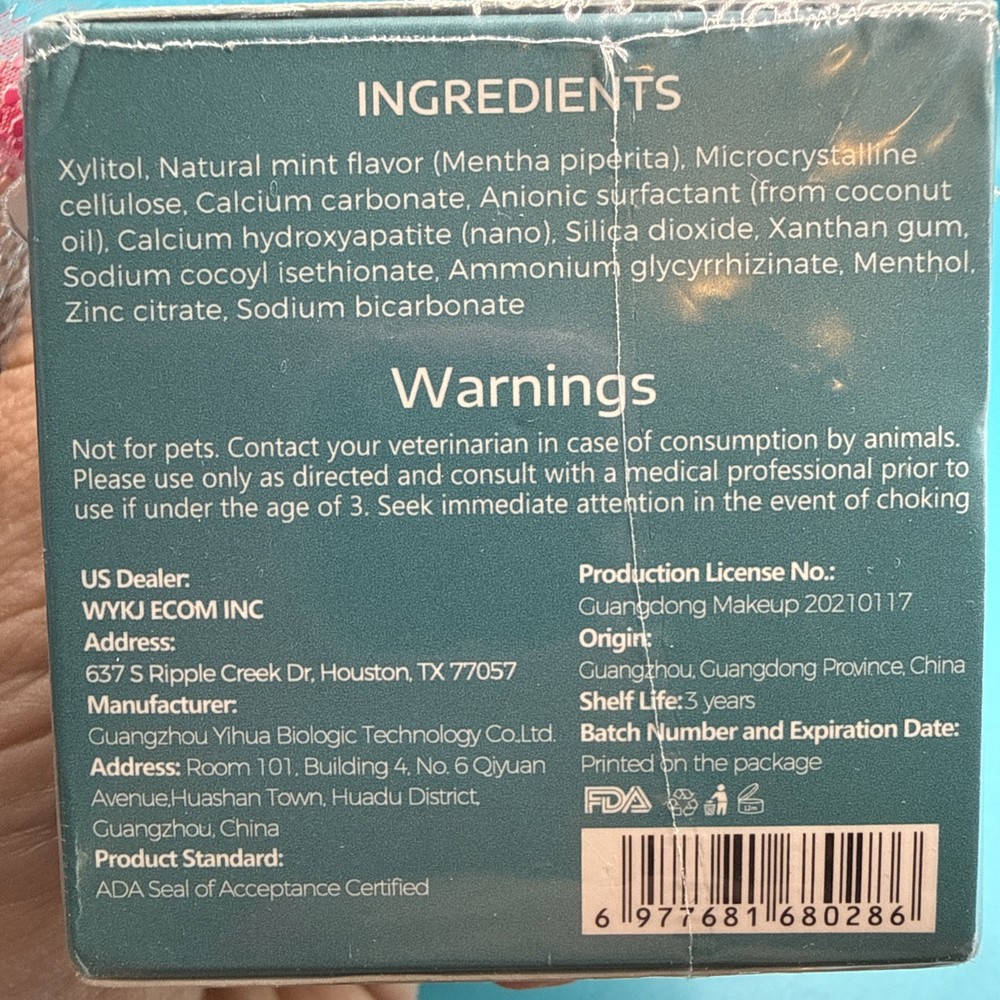 INGREDIENTS
Xylitol, Natural mint flavor (Mentha piperita), Microcrystalline
cellulose, Calcium carbonate, Anionic surfactant (from coconut
oil), Calcium hydroxyapatite (nano), Silica dioxide, Xanthan gum,
Sodium cocoyl isethionate, Ammonium glycyrrhizinate, Menthol,
Zinc citrate, Sodium bicarbonate
Warnings
Not for pets. Contact your veterinarian in case of consumption by animals.
Please use only as directed and consult with a medical professional prior to
use if under the age of 3. Seek immediate attention in the event of choking
US Dealer:
WYKJ ECOM INC
Address:
637 S Ripple Creek Dr, Houston, TX 77057
Manufacturer:
Guangzhou Yihua Biologic Technology Co.,Ltd.
Address: Room 101, Building 4, No. 6 Qiyuan
Avenue,Huashan Town, Huadu District,
Guangzhou, China
Product Standard:
ADA Seal of Acceptance Certified
Production License No.:
Guangdong Makeup 20210117
Origin:
Guangzhou, Guangdong Province, China
Shelf Life:3 years
Batch Number and Expiration Date:
Printed on the package
FDA
12m
6 977681 680286